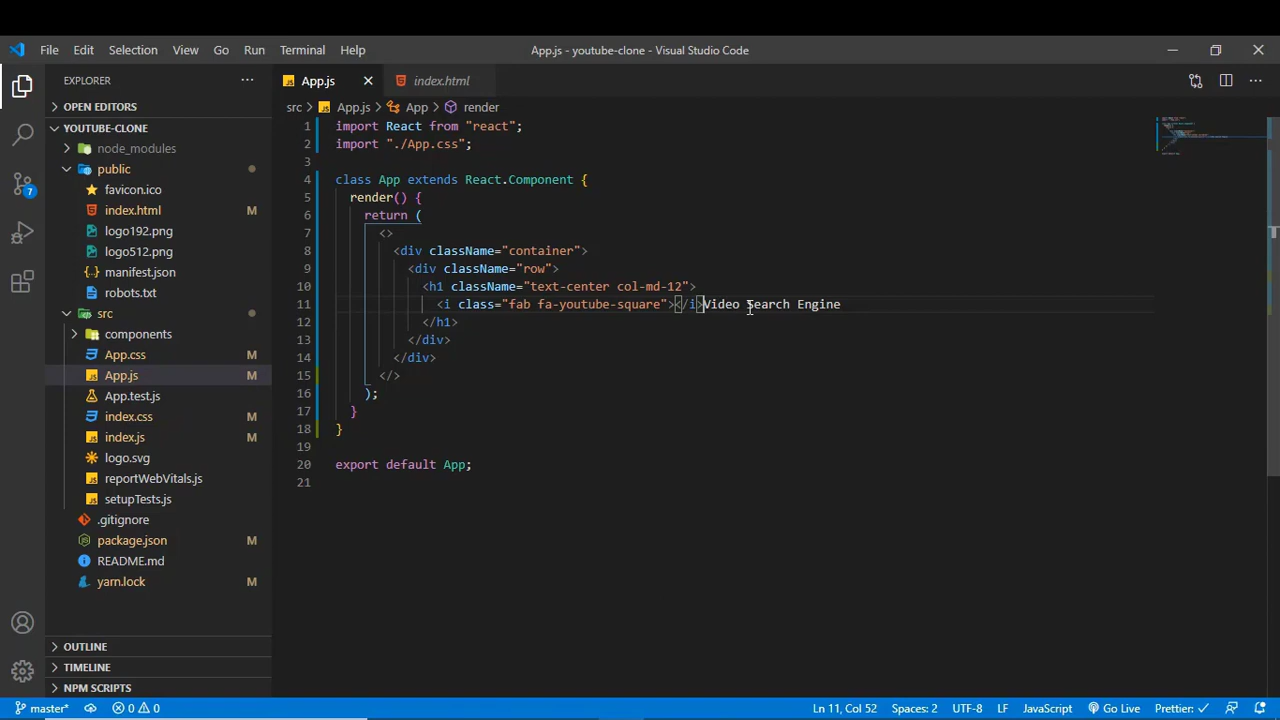 File Edit Selection View Go Run Terminal Help App.js - youtube-clone - Visual Studio Code
EXPLORER
OPEN EDITORS
YOUTUBE-CLONE
node_modules
public
favicon.ico
index.html M
logo192.png
logo512.png
manifest.json
robots.txt
src
components
App.css M
App.js M
App.test.js M
index.css M
index.js M
logo.svg
reportWebVitals.js
setupTests.js
.gitignore
package.json M
README.md
yarn.lock M
OUTLINE
TIMELINE
NPM SCRIPTS
7
App.js index.html
src App.js App render
1 import React from "react";
2 import "./App.css";
3
4 class App extends React.Component {
5 render() {
6 return (
7 <>
8 <div className="container">
9 <div className="row">
10 <h1 className="text-center col-md-12">
11 <i class="fab fa-youtube-square"></i>Video Search Engine
12 </h1>
13 </div>
14 </div>
15 </>
16 );
17 }
18 }
19
20 export default App;
21
master* 0 0 Ln 11, Col 52 Spaces: 2 UTF-8 LF JavaScript Go Live Prettier: ✓